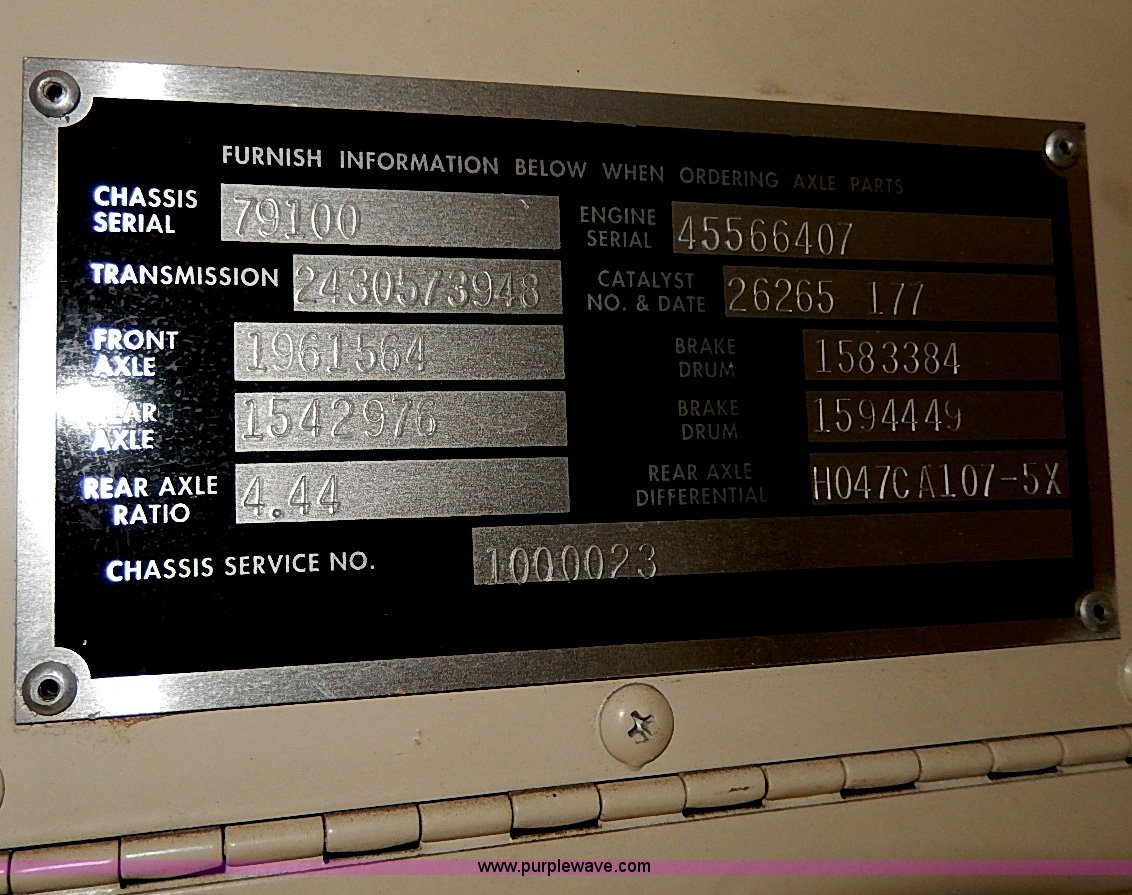 FURNISH INFORMATION BELOW WHEN ORDERING AXLE PARTS
CHASSIS SERIAL 79100
ENGINE SERIAL 45566407
TRANSMISSION 2430573948
CATALYST NO. & DATE 26265 177
FRONT AXLE 1961564
BRAKE DRUM 1583384
REAR AXLE 1542976
BRAKE DRUM 1594449
REAR AXLE RATIO 4.44
REAR AXLE DIFFERENTIAL H047CA107-5X
CHASSIS SERVICE NO. 1000023
www.purplewave.com